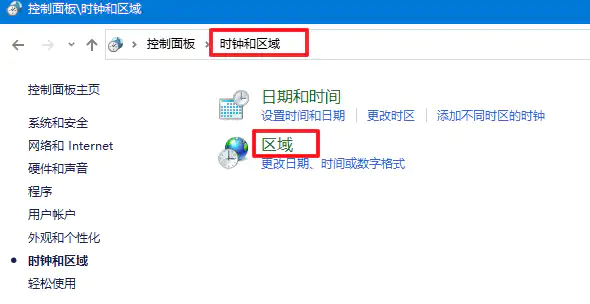 控制面板\时钟和区域
控制面板 时钟和区域
控制面板主页
系统和安全
网络和 Internet
硬件和声音
程序
用户帐户
外观和个性化
时钟和区域
轻松使用
日期和时间
设置时间和日期 更改时区 添加不同时区的时钟
区域
更改日期、时间或数字格式